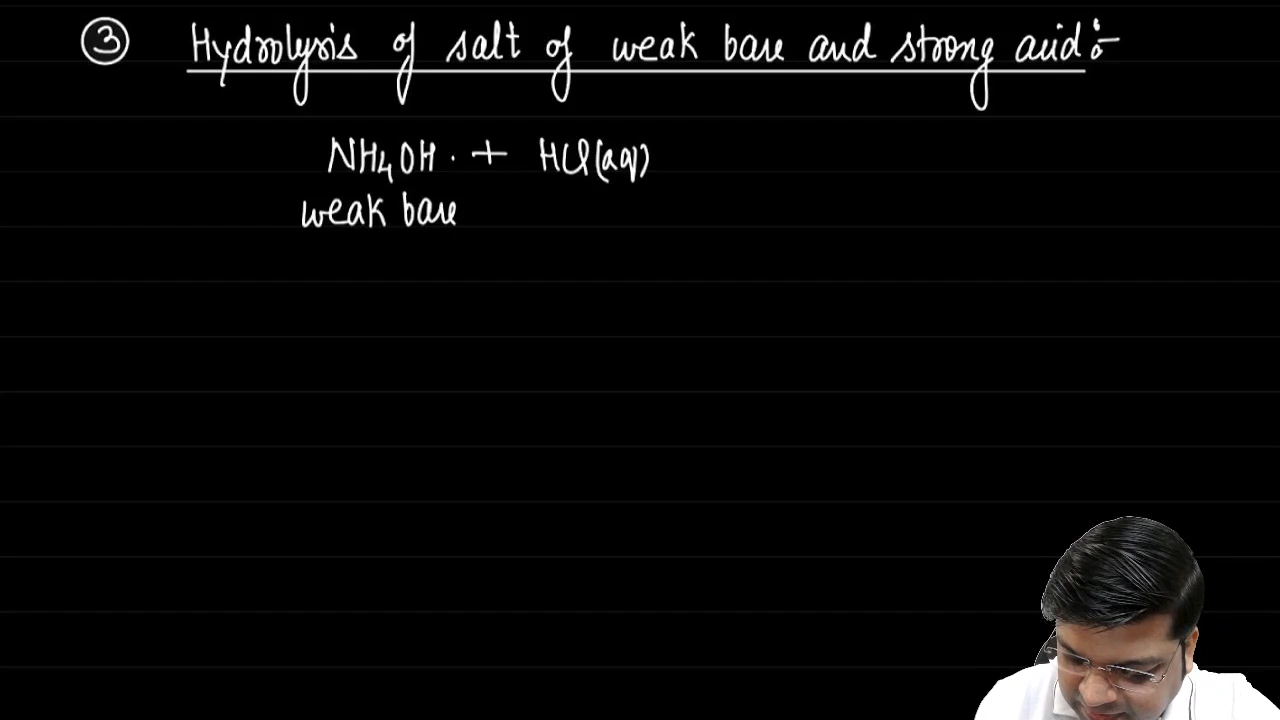 ③ Hydrolysis of salt of weak base and strong acid :-
NH₄OH . + HCl(aq)
weak base